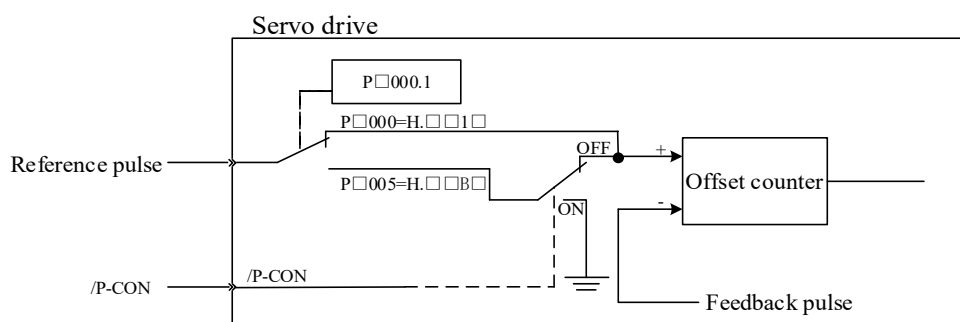 Servo drive
P□000.1
P□000=H.□□1□
Reference pulse
OFF
+
P□005=H.□□B□
Offset counter
ON
-
/P-CON
/P-CON
Feedback pulse